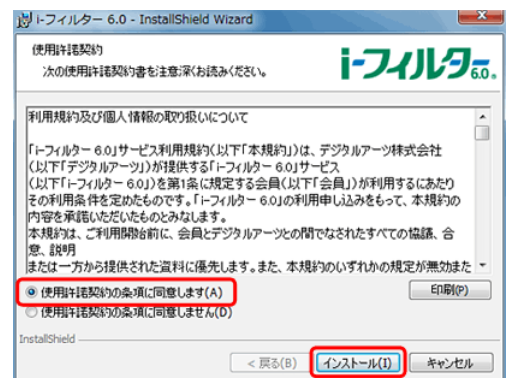 i-フィルター 6.0 - InstallShield Wizard
使用許諾契約
次の使用許諾契約書を注意深くお読みください。
i-フィルター6.0.
利用規約及び個人情報の取り扱いについて
「i-フィルター 6.0」サービス利用規約（以下「本規約」）は、デジタルアーツ株式会社
（以下「デジタルアーツ」）が提供する「i-フィルター 6.0」サービス
（以下「i-フィルター 6.0」）を第1条に規定する会員（以下「会員」）が利用するにあたり
その利用条件を定めたものです。「i-フィルター 6.0」の利用申し込みをもって、本規約の
内容を承諾いただいたものとみなします。
本規約は、ご利用開始前に、会員とデジタルアーツとの間でなされたすべての協議、合
意、説明
または一方から提供された資料に優先します。また、本規約のいずれかの規定が無効また
使用許諾契約の条項に同意します(A)
印刷(P)
使用許諾契約の条項に同意しません(D)
InstallShield
< 戻る(B)
インストール(I)
キャンセル